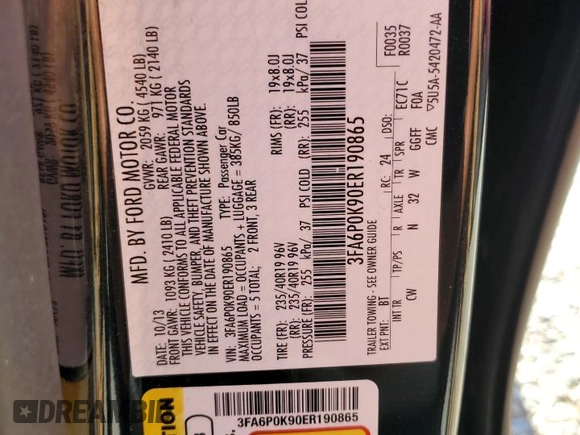 MFD. BY FORD MOTOR CO.
DATE: 10/13 GVWR: 2059 KG ( 4540 LB)
FRONT GAWR: 1093 KG ( 2410 LB) REAR GAWR: 971 KG ( 2140 LB)
THIS VEHICLE CONFORMS TO ALL APPLICABLE FEDERAL MOTOR
VEHICLE SAFETY, BUMPER, AND THEFT PREVENTION STANDARDS
IN EFFECT ON THE DATE OF MANUFACTURE SHOWN ABOVE.
VIN: 3FA6P0K90ER190865 TYPE: Passenger Car
MAXIMUM LOAD = OCCUPANTS + LUGGAGE = 385KG/ 850LB
OCCUPANTS = 5 TOTAL; 2 FRONT, 3 REAR
TIRE (FR): 235/40R19 96V RIMS (FR): 19x8.0J
(RR): 235/40R19 96V (RR): 19x8.0J
PRESSURE (FR): 255 kPa/ 37 PSI COLD (RR): 255 kPa/ 37 PSI COL
3FA6P0K90ER190865
TRAILER TOWING - SEE OWNER GUIDE
F0035
R0037
EXT PNT: BT RC: 24 DSO:
INT TR TP/PS R AXLE TR SPR EC71C
CW N 32 W GGFF F0A
CMC 5U5A-5420472-AA
3FA6P0K90ER190865
DREAMBID